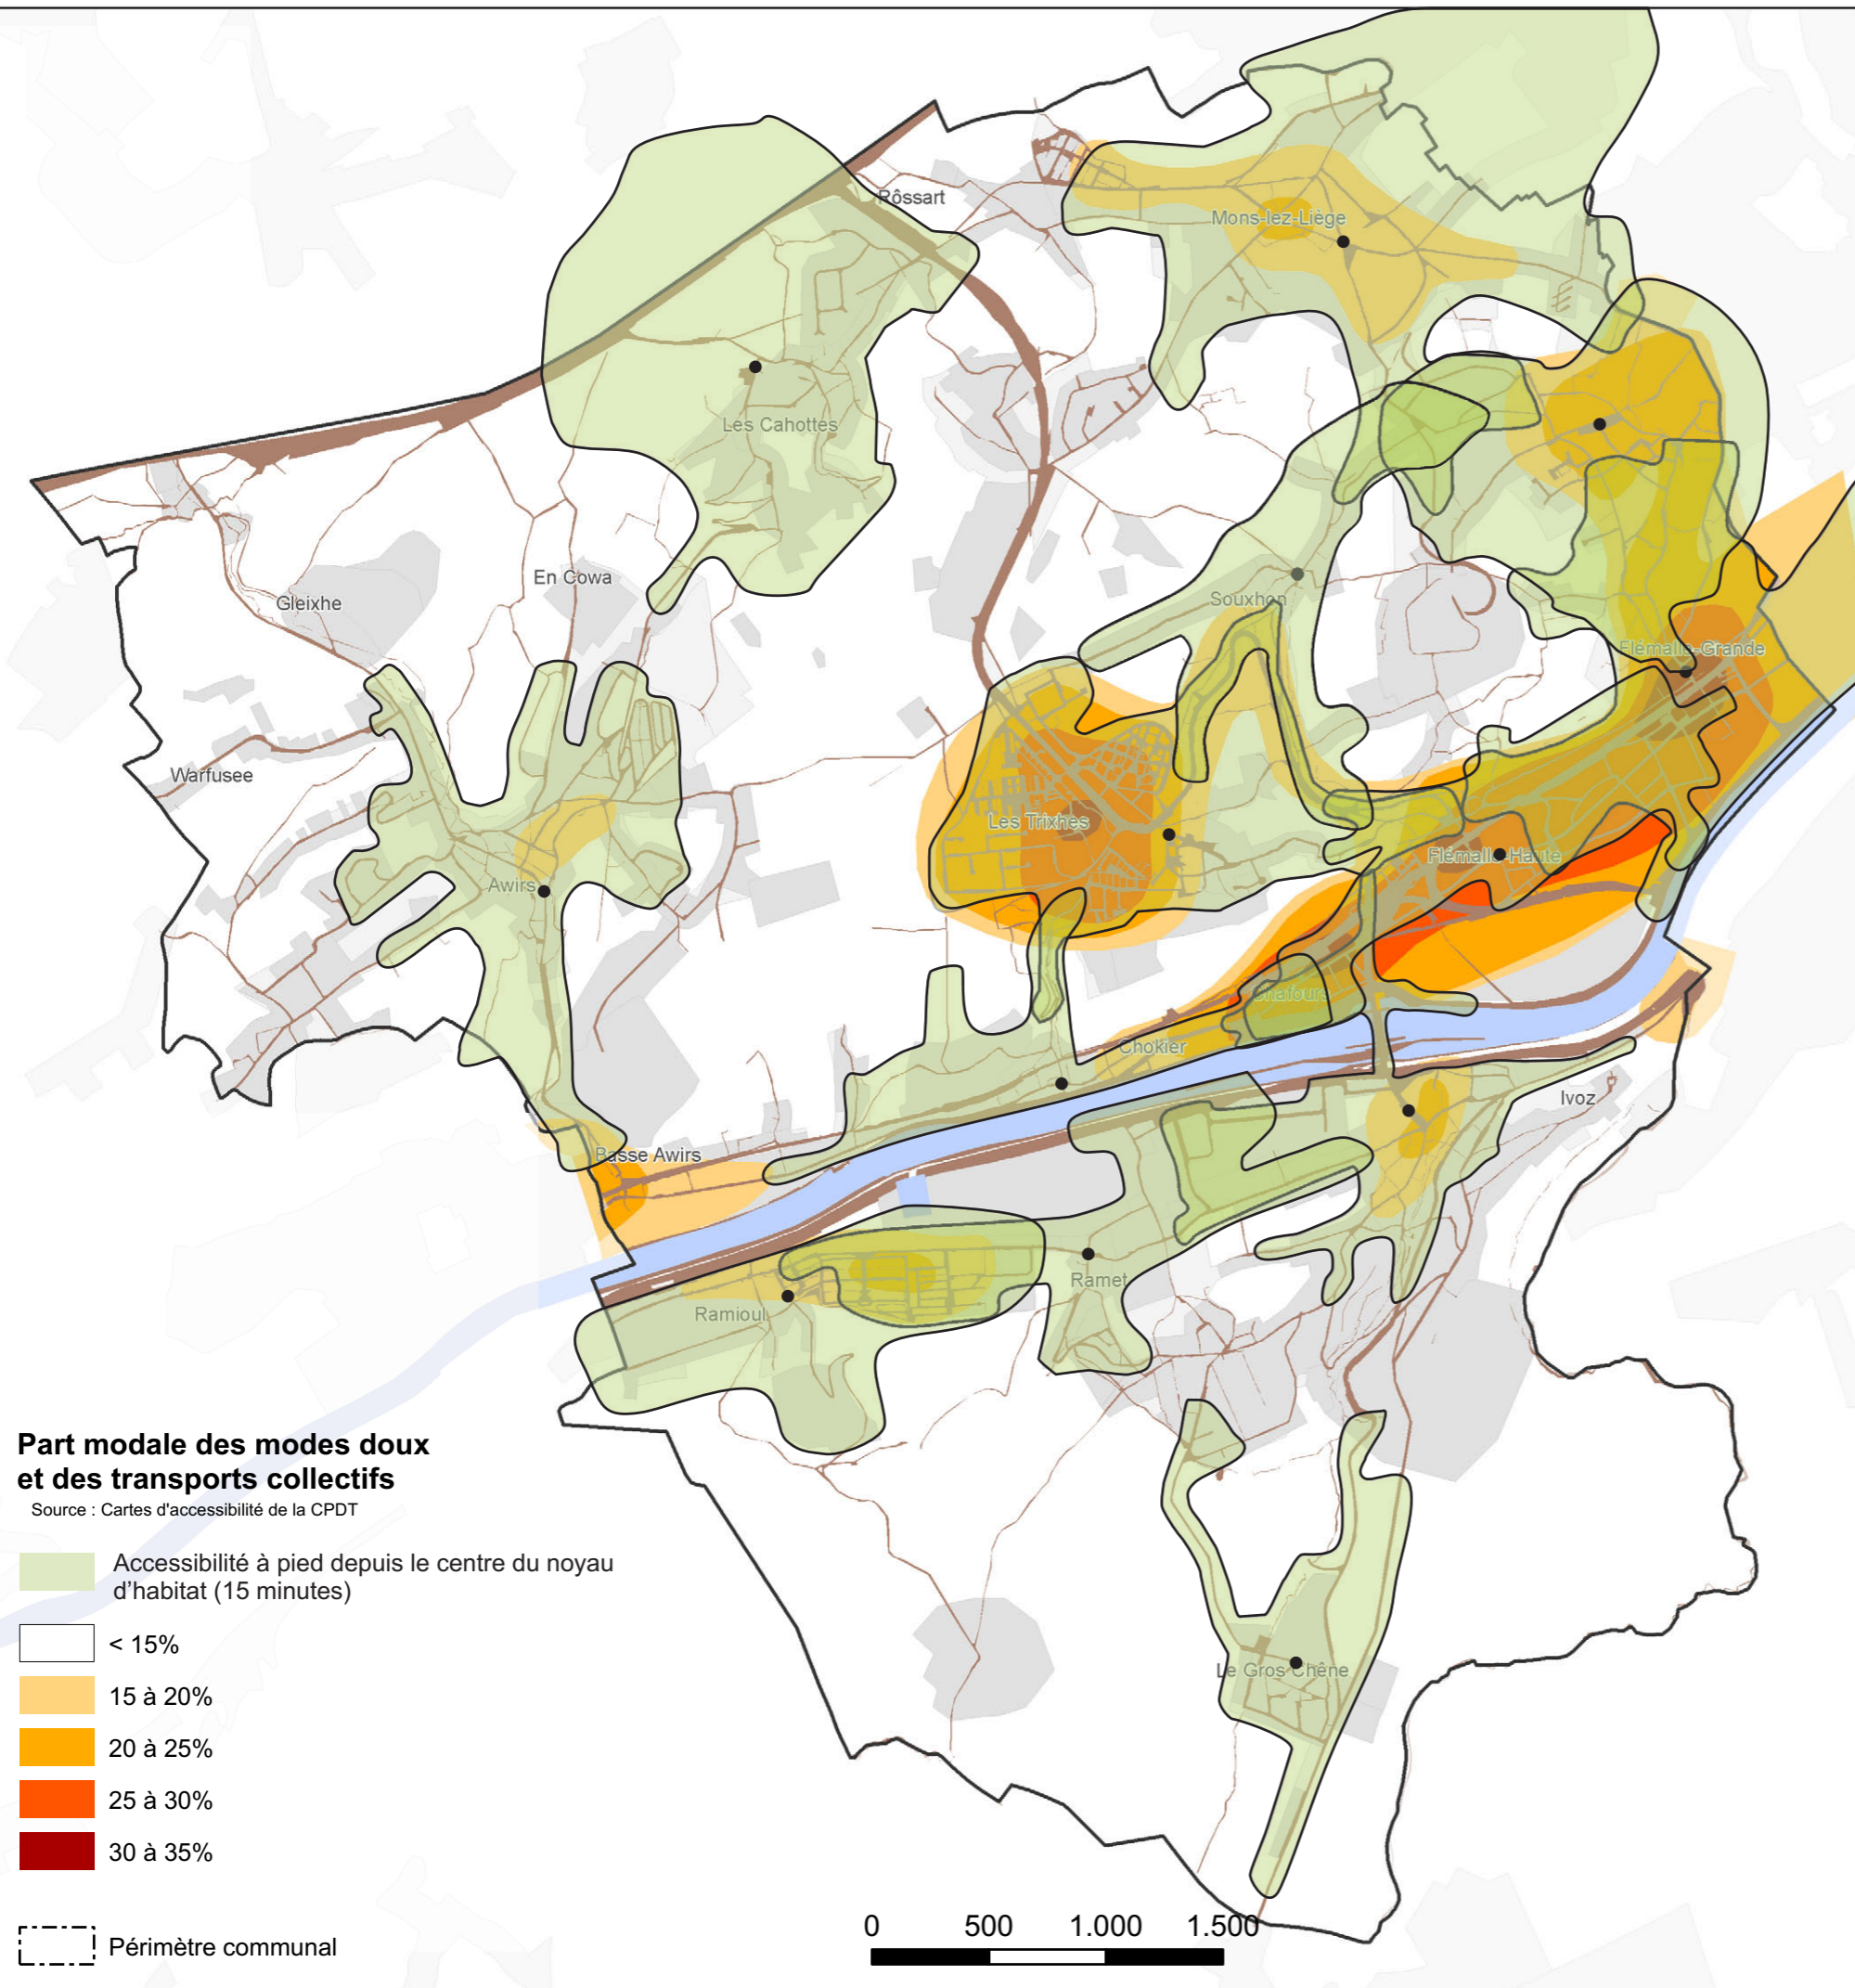 Rôssart
Mons-lez-Liège
Les Cahottes
En Cowa
Gleixhe
Souxhon
Flémalle-Grande
Warfusee
Les Trixhes
Flémalle-Haute
Awirs
Chafours
Chokier
Ivoz
Basse Awirs
Ramet
Ramioul
Part modale des modes doux
et des transports collectifs
Source : Cartes d'accessibilité de la CPDT
Accessibilité à pied depuis le centre du noyau
d'habitat (15 minutes)
< 15%
Le Gros Chêne
15 à 20%
20 à 25%
25 à 30%
30 à 35%
0 500 1.000 1.500
Périmètre communal